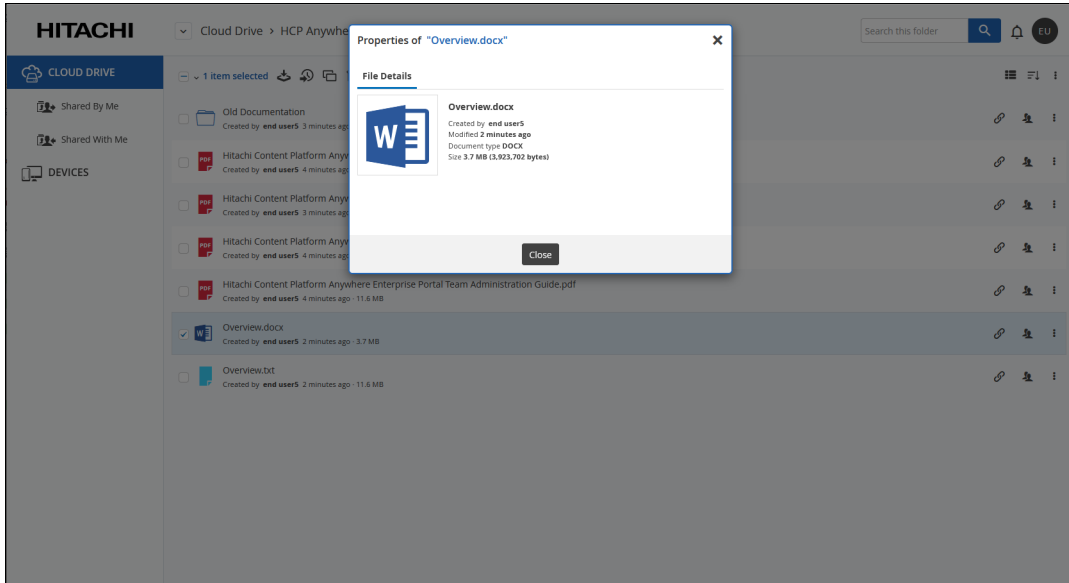 HITACHI
Cloud Drive > HCP Anywhe
Search this folder
EU
CLOUD DRIVE
Shared By Me
Shared With Me
DEVICES
1 item selected
Properties of "Overview.docx"
File Details
W
Overview.docx
Created by end user5
Modified 2 minutes ago
Document type DOCX
Size 3.7 MB (3,923,702 bytes)
Close
Old Documentation
Created by end user5 3 minutes ago
PDF
Hitachi Content Platform Anyw
Created by end user5 4 minutes ago
PDF
Hitachi Content Platform Anyw
Created by end user5 3 minutes ago
PDF
Hitachi Content Platform Anyw
Created by end user5 4 minutes ago
PDF
Hitachi Content Platform Anywhere Enterprise Portal Team Administration Guide.pdf
Created by end user5 4 minutes ago · 11.6 MB
W
Overview.docx
Created by end user5 2 minutes ago · 3.7 MB
Overview.txt
Created by end user5 2 minutes ago · 11.6 MB